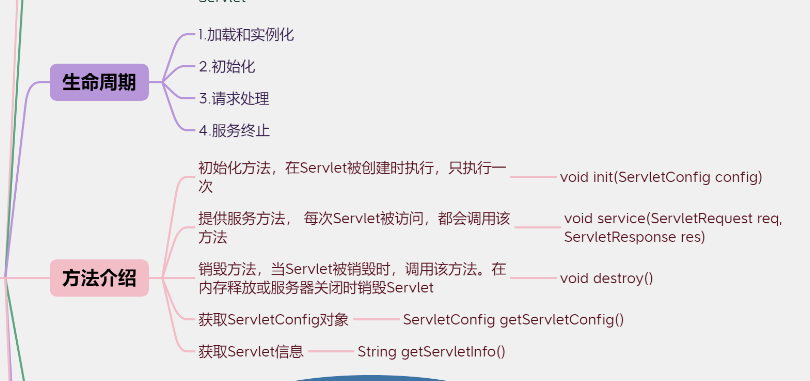 Servlet
生命周期
1.加载和实例化
2.初始化
3.请求处理
4.服务终止
方法介绍
初始化方法，在Servlet被创建时执行，只执行一
次
void init(ServletConfig config)
提供服务方法， 每次Servlet被访问，都会调用该
方法
void service(ServletRequest req,
ServletResponse res)
销毁方法，当Servlet被销毁时，调用该方法。在
内存释放或服务器关闭时销毁Servlet
void destroy()
获取ServletConfig对象
ServletConfig getServletConfig()
获取Servlet信息
String getServletInfo()